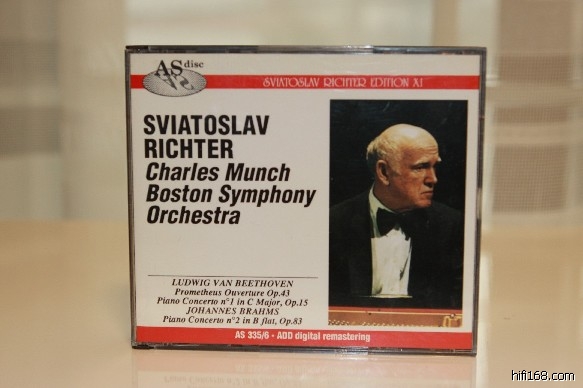 AS disc
SVIATOSLAV RICHTER EDITION XI
SVIATOSLAV
RICHTER
Charles Munch
Boston Symphony
Orchestra
LUDWIG VAN BEETHOVEN
Prometheus Ouverture Op.43
Piano Concerto n°1 in C Major, Op.15
JOHANNES BRAHMS
Piano Concerto n°2 in B flat, Op.83
AS 335/6 · ADD digital remastering
hifi168.com